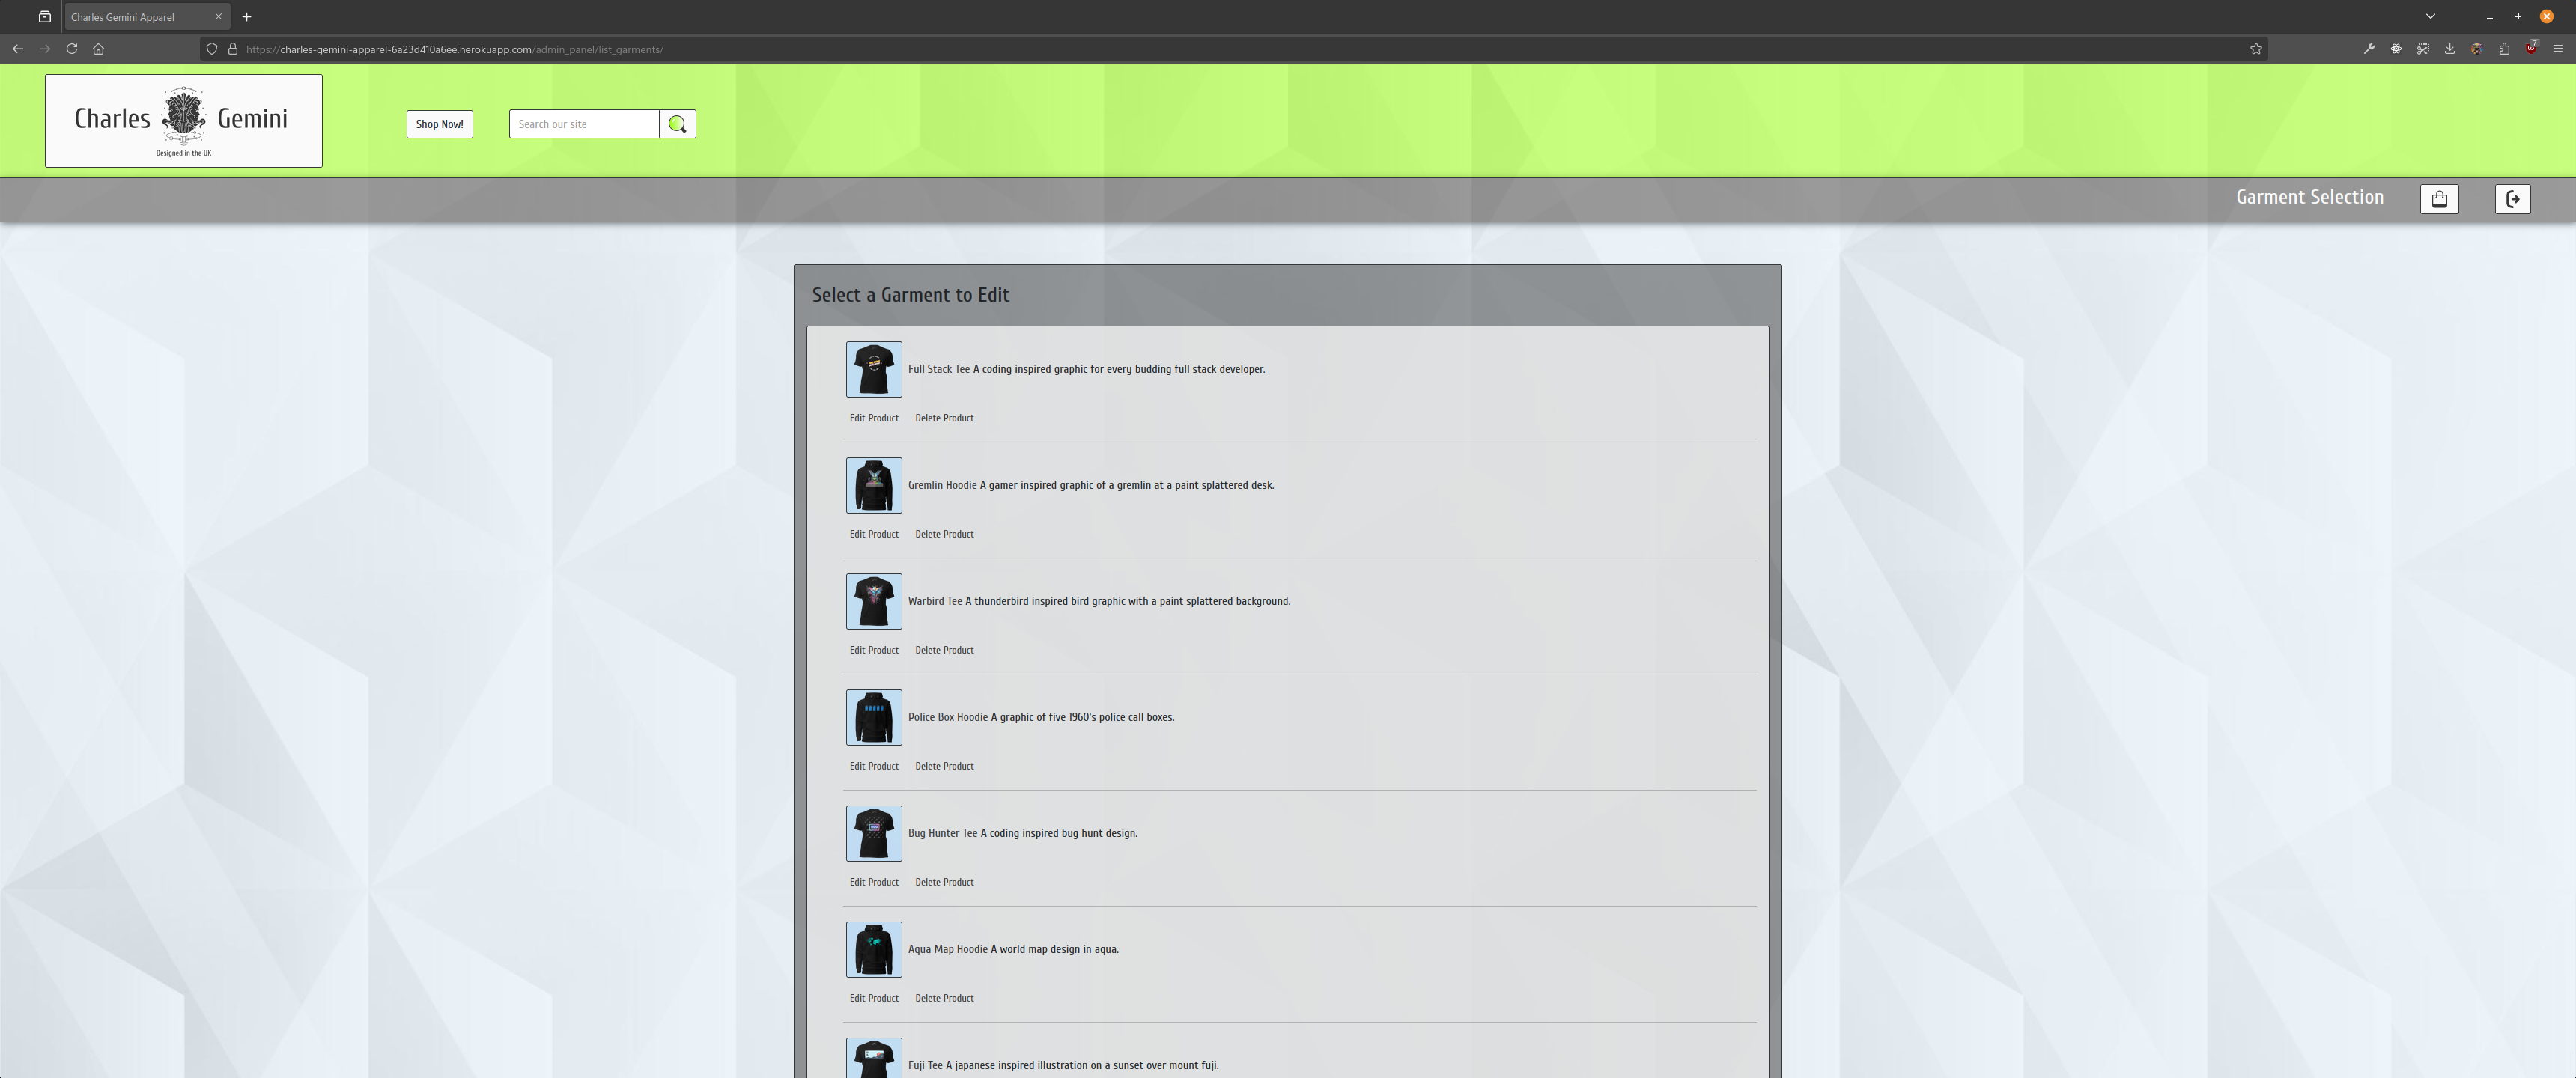 Charles Gemini Apparel
https://charles-gemini-apparel-6a23d410a6ee.herokuapp.com/admin_panel/list_garments/
7
Charles Gemini
Designed in the UK
Shop Now!
Search our site
Garment Selection
Select a Garment to Edit
Full Stack Tee A coding inspired graphic for every budding full stack developer.
Edit Product Delete Product
Gremlin Hoodie A gamer inspired graphic of a gremlin at a paint splattered desk.
Edit Product Delete Product
Warbird Tee A thunderbird inspired bird graphic with a paint splattered background.
Edit Product Delete Product
Police Box Hoodie A graphic of five 1960's police call boxes.
Edit Product Delete Product
Bug Hunter Tee A coding inspired bug hunt design.
Edit Product Delete Product
Aqua Map Hoodie A world map design in aqua.
Edit Product Delete Product
Fuji Tee A japanese inspired illustration on a sunset over mount fuji.